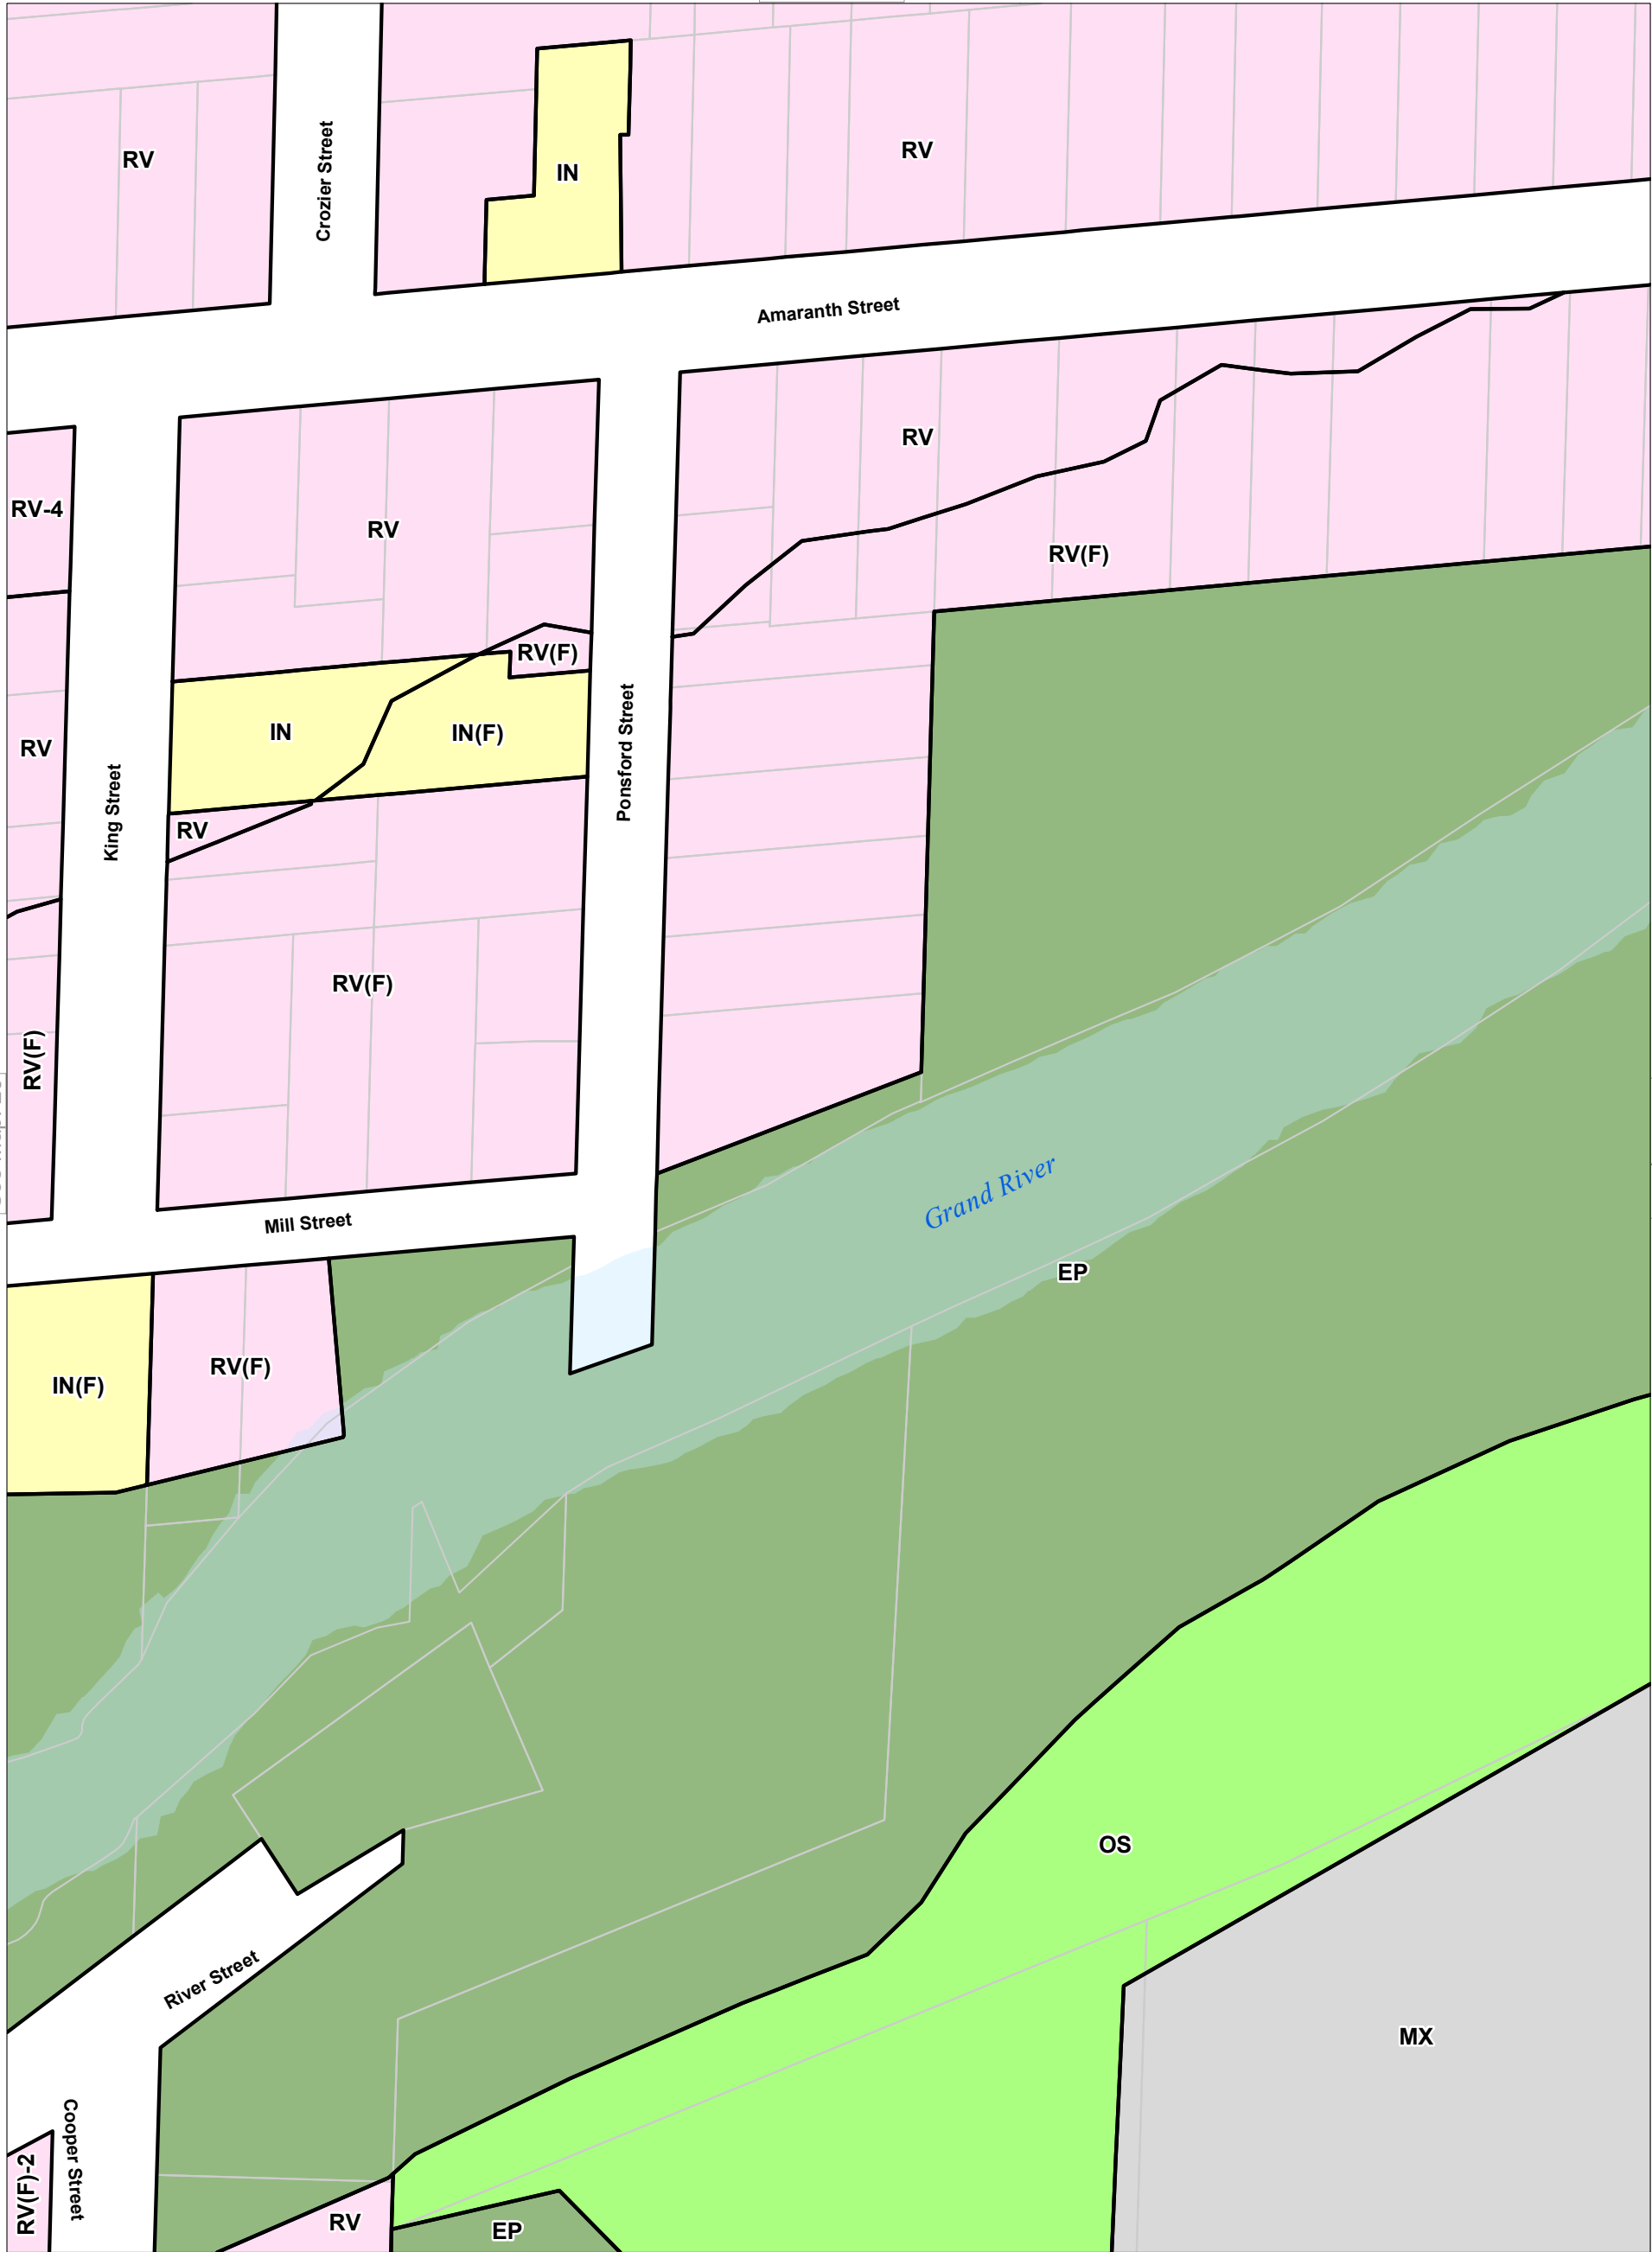 RV
Crozier Street
IN
RV
Amaranth Street
RV-4
RV
RV
RV(F)
RV(F)
RV
King Street
IN
IN(F)
Ponsford Street
RV
RV(F)
RV(F)
Grand River
Mill Street
EP
IN(F)
RV(F)
OS
River Street
MX
Cooper Street
RV(F)-2
RV
EP